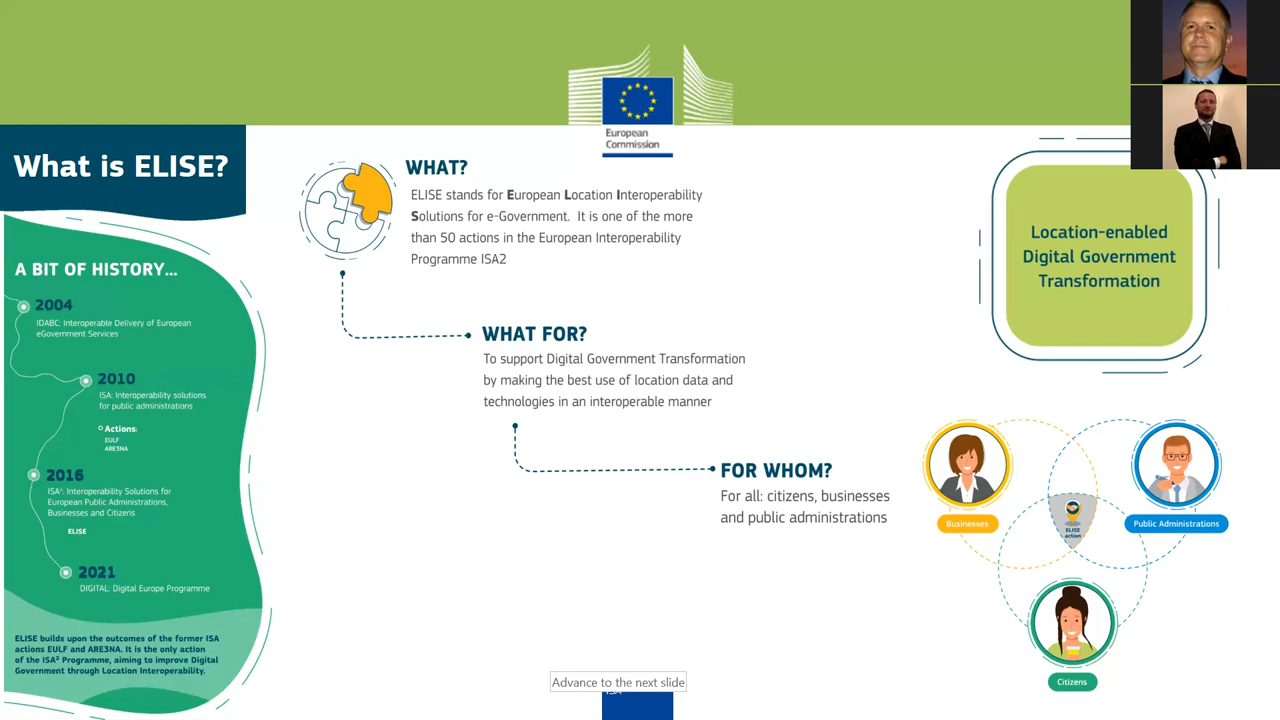 European
Commission
What is ELISE?
A BIT OF HISTORY...
2004
IDABC: Interoperable Delivery of European
eGovernment Services
2010
ISA: Interoperability solutions
for public administrations
Actions:
EULF
ARE3NA
2016
ISA²: Interoperability Solutions for
European Public Administrations,
Businesses and Citizens
ELISE
2021
DIGITAL: Digital Europe Programme
ELISE builds upon the outcomes of the former ISA
actions EULF and ARE3NA. It is the only action
of the ISA² Programme, aiming to improve Digital
Government through Location Interoperability.
WHAT?
ELISE stands for European Location Interoperability
Solutions for e-Government. It is one of the more
than 50 actions in the European Interoperability
Programme ISA2
WHAT FOR?
To support Digital Government Transformation
by making the best use of location data and
technologies in an interoperable manner
FOR WHOM?
For all: citizens, businesses
and public administrations
Location-enabled
Digital Government
Transformation
Businesses
Public Administrations
ELISE
action
Citizens
Advance to the next slide